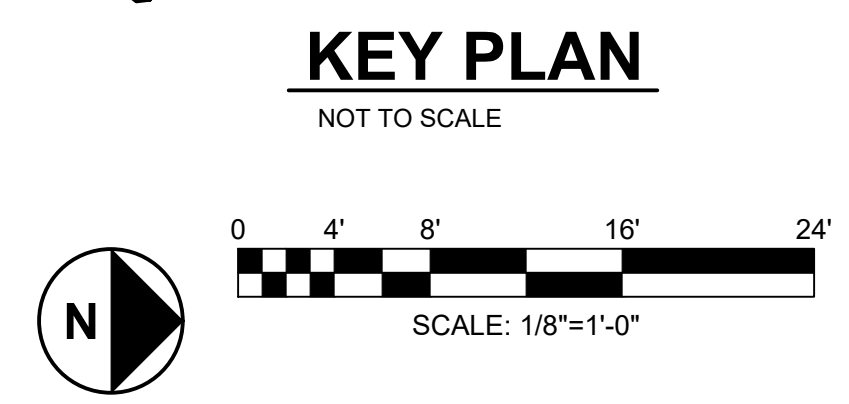 KEY PLAN
NOT TO SCALE
0 4' 8' 16' 24'
N
SCALE: 1/8"=1'-0"